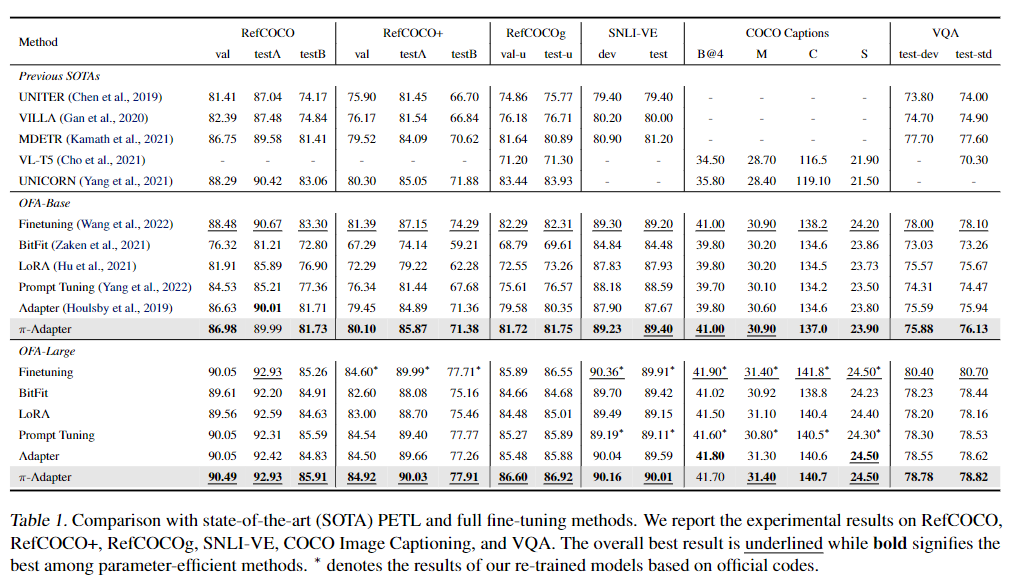 Method RefCOCO RefCOCO+ RefCOCOg SNLI-VE COCO Captions VQA
val testA testB val testA testB val-u test-u dev test B@4 M C S test-dev test-std
Previous SOTAs
UNITER (Chen et al., 2019) 81.41 87.04 74.17 75.90 81.45 66.70 74.86 75.77 79.40 79.40 - - - - 73.80 74.00
VILLA (Gan et al., 2020) 82.39 87.48 74.84 76.17 81.54 66.84 76.18 76.71 80.20 80.00 - - - - 74.70 74.90
MDETR (Kamath et al., 2021) 86.75 89.58 81.41 79.52 84.09 70.62 81.64 80.89 80.90 81.20 - - - - 77.70 77.60
VL-T5 (Cho et al., 2021) - - - - - - 71.20 71.30 - - 34.50 28.70 116.5 21.90 - 70.30
UNICORN (Yang et al., 2021) 88.29 90.42 83.06 80.30 85.05 71.88 83.44 83.93 - - 35.80 28.40 119.10 21.50 - -
OFA-Base
Finetuning (Wang et al., 2022) 88.48 90.67 83.30 81.39 87.15 74.29 82.29 82.31 89.30 89.20 41.00 30.90 138.2 24.20 78.00 78.10
BitFit (Zaken et al., 2021) 76.32 81.21 72.80 67.29 74.14 59.21 68.79 69.61 84.84 84.48 39.80 30.20 134.6 23.86 73.03 73.26
LoRA (Hu et al., 2021) 81.91 85.89 76.90 72.29 79.22 62.28 72.55 73.26 87.83 87.93 39.80 30.20 134.5 23.73 75.57 75.67
Prompt Tuning (Yang et al., 2022) 84.53 85.21 77.36 76.34 81.44 67.68 75.61 76.57 88.18 88.59 39.70 30.10 134.2 23.50 74.31 74.47
Adapter (Houlsby et al., 2019) 86.63 90.01 81.71 79.45 84.89 71.36 79.58 80.35 87.90 87.67 39.80 30.60 134.6 23.80 75.59 75.94
π-Adapter 86.98 89.99 81.73 80.10 85.87 71.38 81.72 81.75 89.23 89.40 41.00 30.90 137.0 23.90 75.88 76.13
OFA-Large
Finetuning 90.05 92.93 85.26 84.60* 89.99* 77.71* 85.89 86.55 90.36* 89.91* 41.90* 31.40* 141.8* 24.50* 80.40 80.70
BitFit 89.61 92.20 84.91 82.60 88.08 75.16 84.66 84.68 89.70 89.42 41.02 30.92 138.8 24.23 78.23 78.44
LoRA 89.56 92.59 84.63 83.00 88.70 75.46 84.48 85.01 89.49 89.15 41.50 31.10 140.4 24.40 78.20 78.16
Prompt Tuning 90.05 92.31 85.59 84.54 89.40 77.77 85.27 85.89 89.19* 89.11* 41.60* 30.80* 140.5* 24.30* 78.30 78.53
Adapter 90.05 92.42 84.83 84.50 89.66 77.26 85.48 85.88 90.04 89.59 41.80 31.30 140.6 24.50 78.55 78.62
π-Adapter 90.49 92.93 85.91 84.92 90.03 77.91 86.60 86.92 90.16 90.01 41.70 31.40 140.7 24.50 78.78 78.82
Table 1. Comparison with state-of-the-art (SOTA) PETL and full fine-tuning methods. We report the experimental results on RefCOCO,
RefCOCO+, RefCOCOg, SNLI-VE, COCO Image Captioning, and VQA. The overall best result is underlined while bold signifies the
best among parameter-efficient methods. * denotes the results of our re-trained models based on official codes.